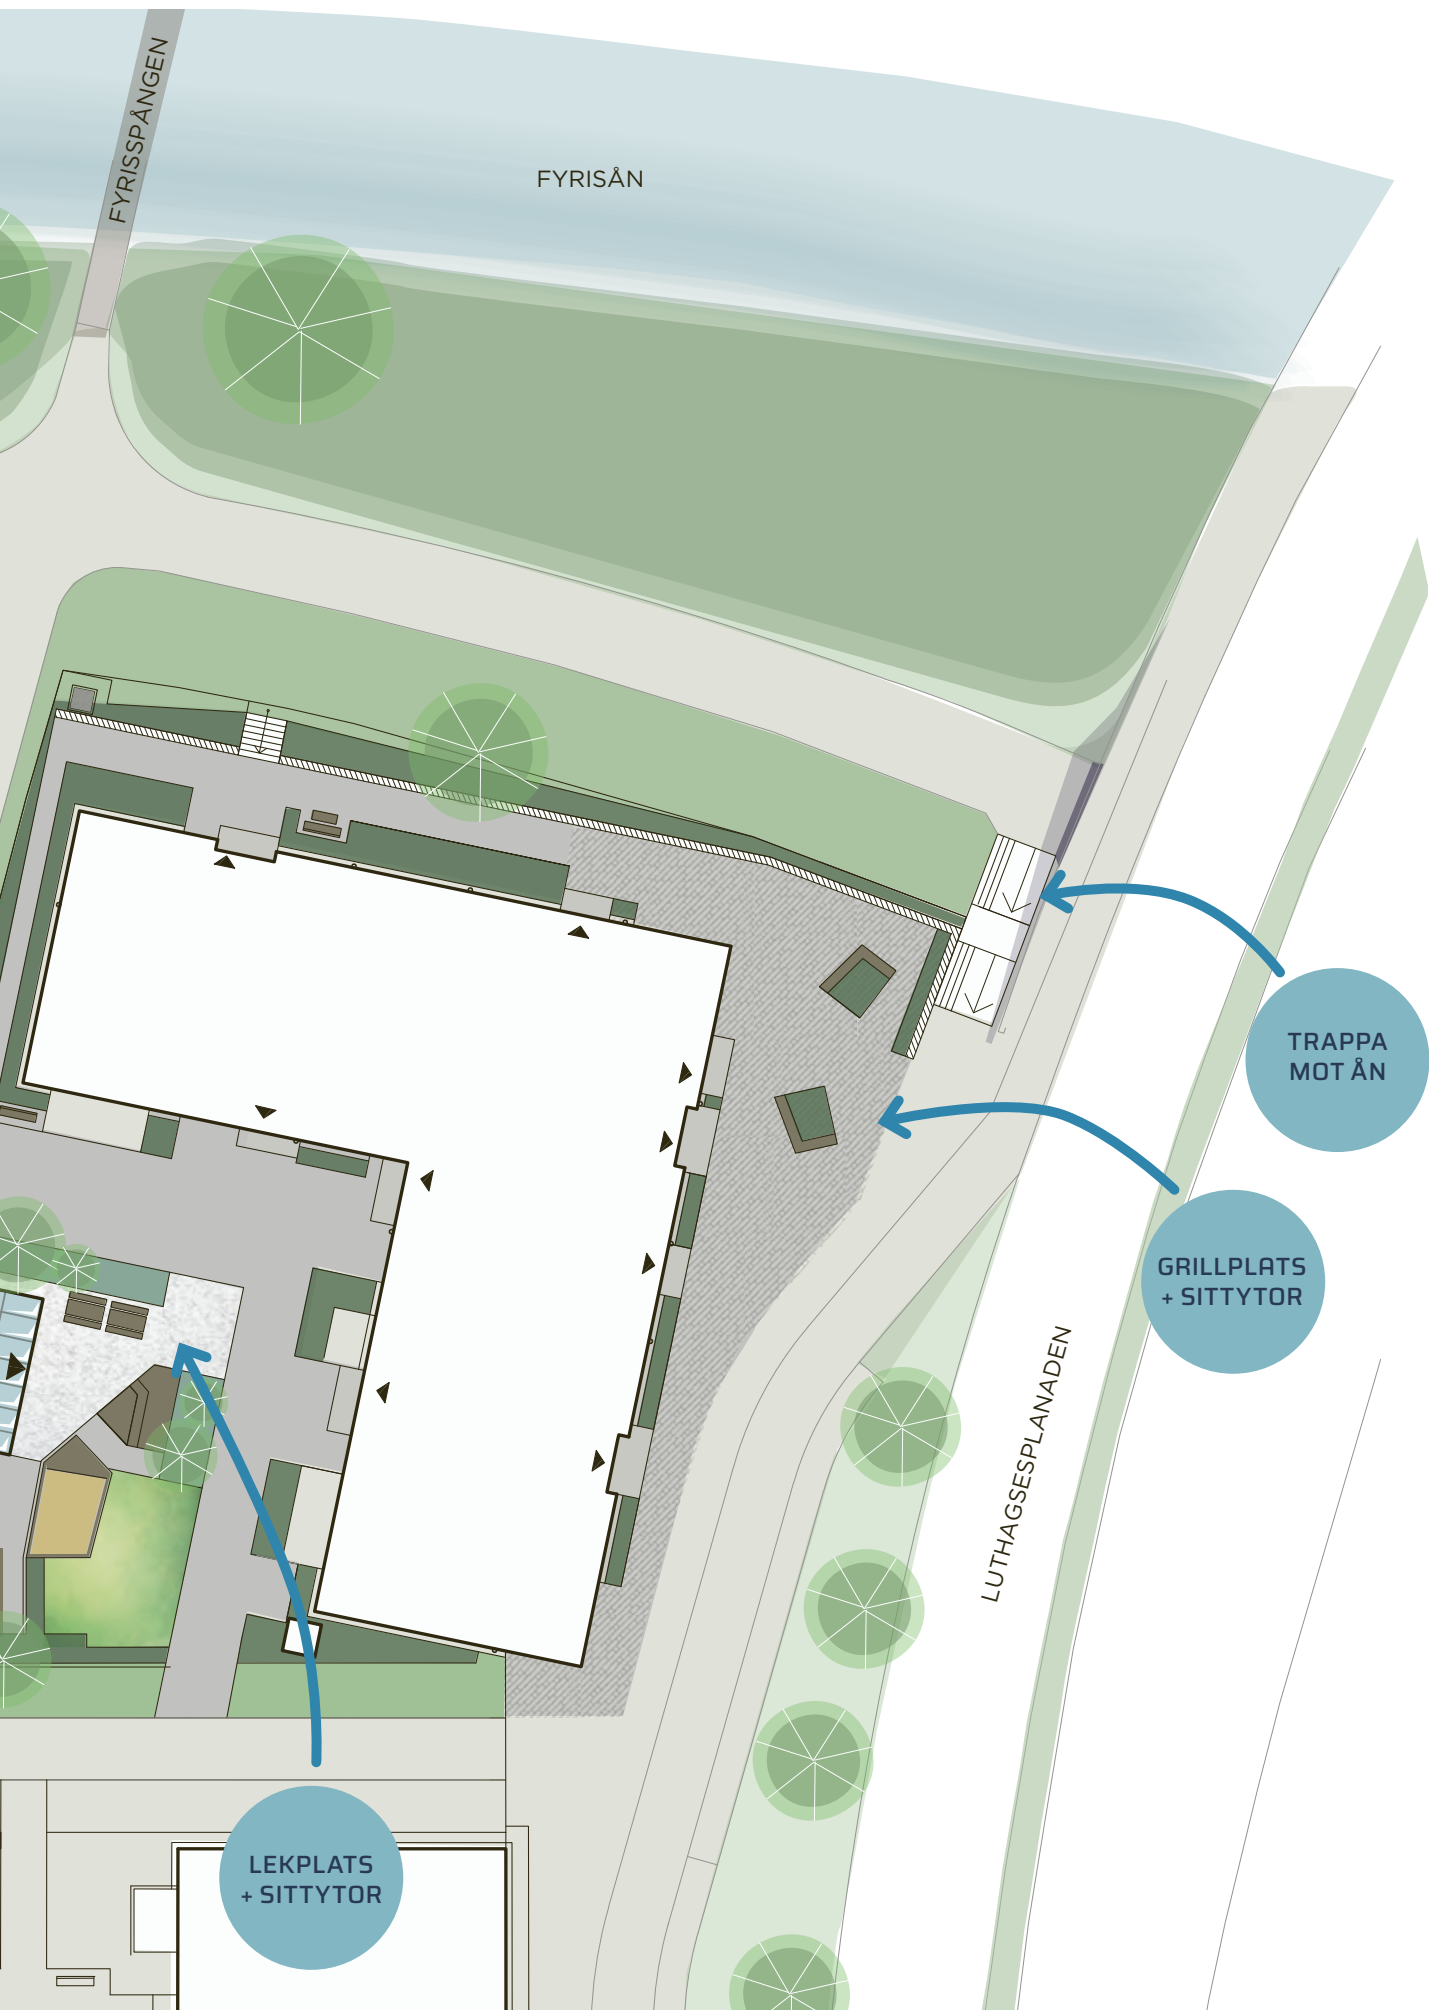 FYRISSPÅNGEN
FYRISÅN
TRAPPA
MOT ÅN
GRILLPLATS
+ SITTYTOR
LUTHAGSESPLANADEN
LEKPLATS
+ SITTYTOR